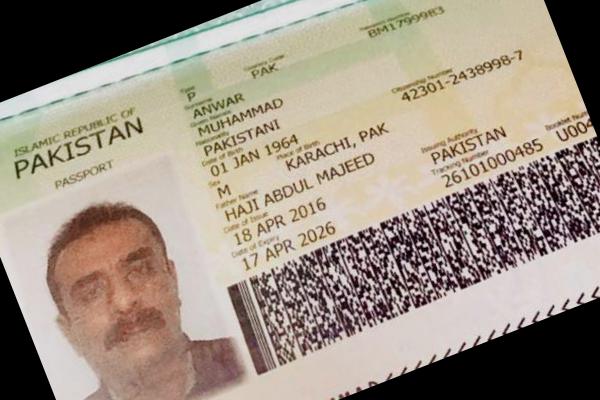 ISLAMIC REPUBLIC OF
PAKISTAN
PASSPORT
Type
P
Country Code
PAK
Passport Number
BM1799983
Surname
ANWAR
Given Names
MUHAMMAD
Nationality
PAKISTANI
Citizenship Number
42301-2438998-7
Date of Birth
01 JAN 1964
Sex
M
Place of Birth
KARACHI, PAK
Father Name
HAJI ABDUL MAJEED
Date of Issue
18 APR 2016
Issuing Authority
PAKISTAN
Date of Expiry
17 APR 2026
Tracking Number
26101000485
Booklet
U004